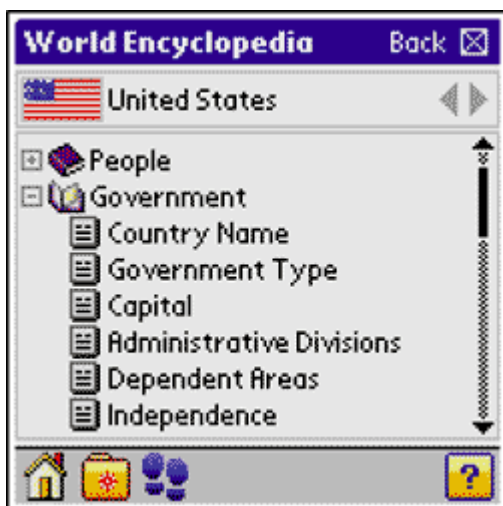 World Encyclopedia Back
United States
People
Government
Country Name
Government Type
Capital
Administrative Divisions
Dependent Areas
Independence
?